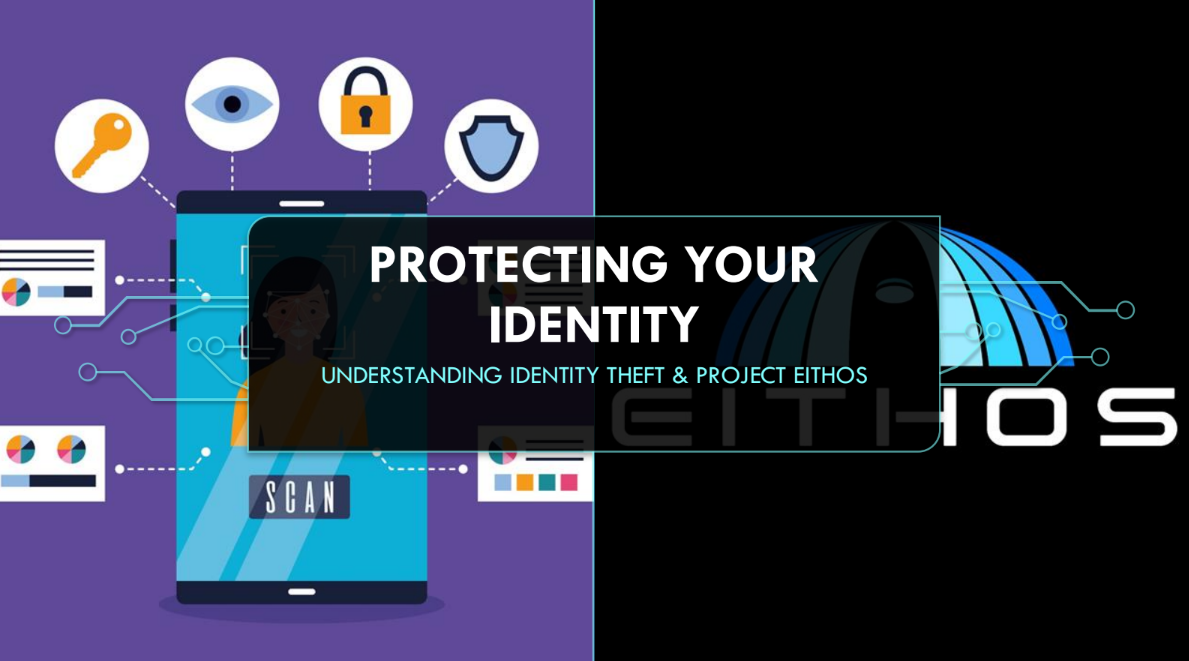 PROTECTING YOUR
IDENTITY
UNDERSTANDING IDENTITY THEFT & PROJECT EITHOS
EITHOS
SCAN